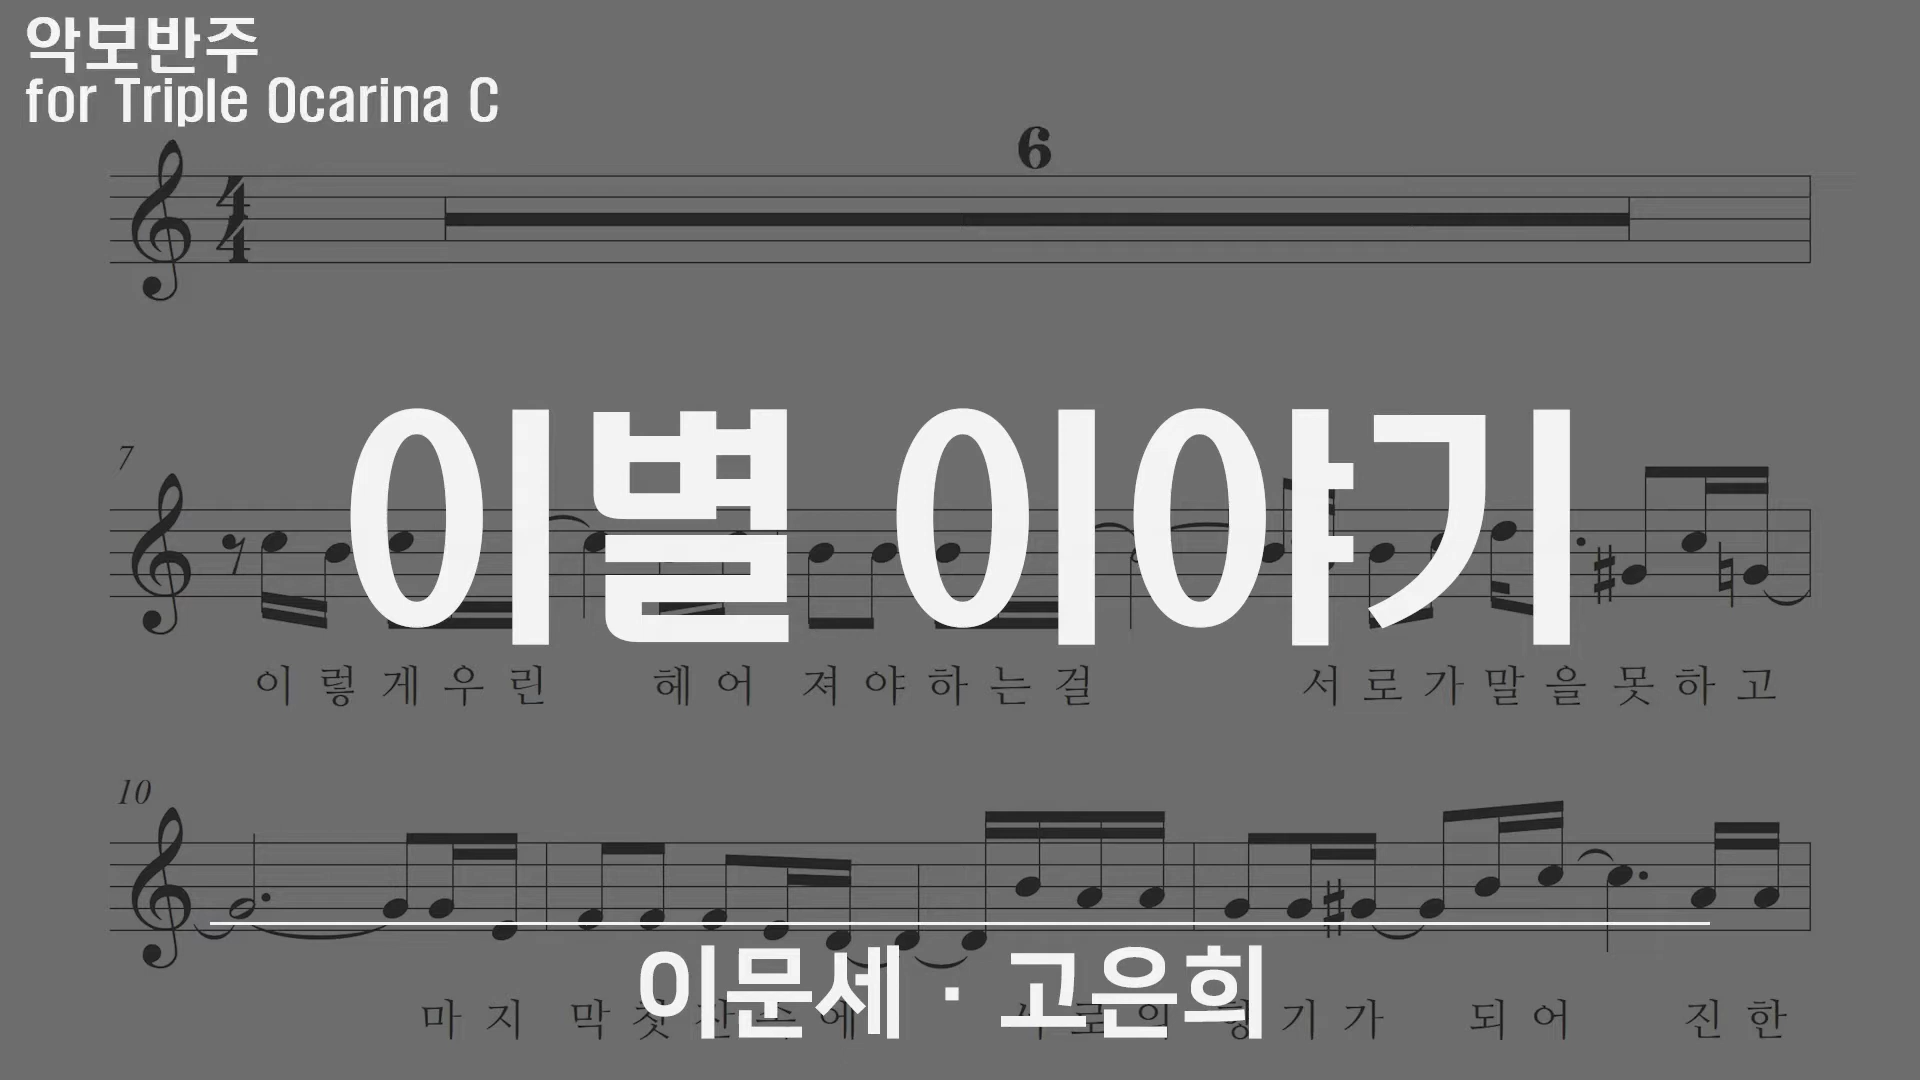 악보반주
for Triple Ocarina C
6
이별 이야기
7
이 렇 게 우 린 헤 어 져 야 하 는 걸 서 로 가 말 을 못 하 고
10
이문세 · 고은희
마 지 막 에 기 가 되 어 진 한